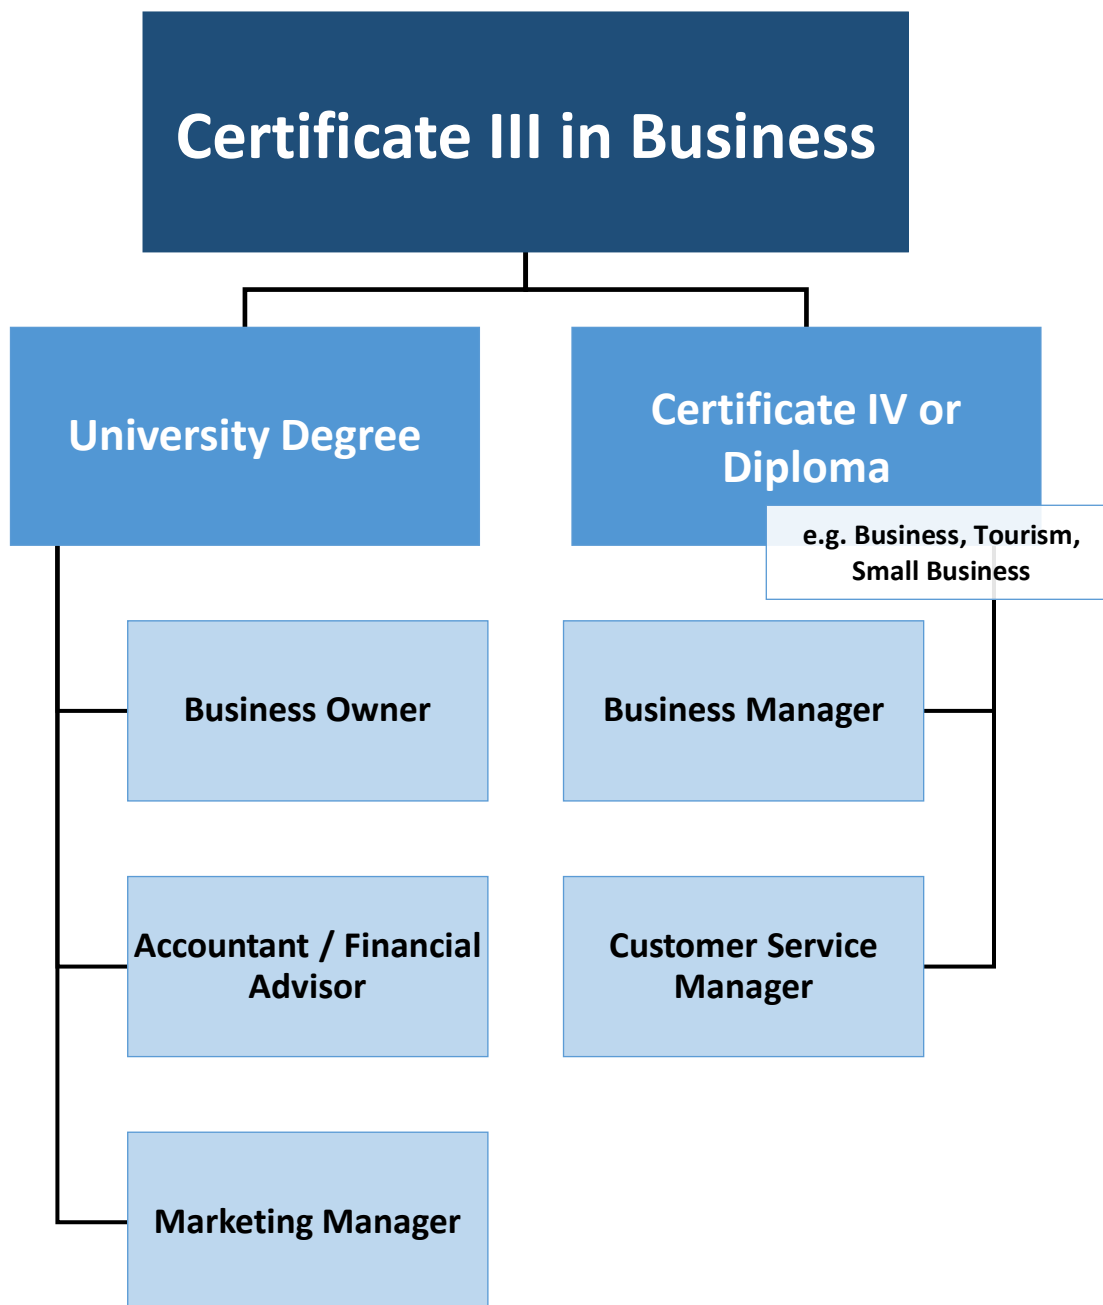 Certificate III in Business
University Degree
Certificate IV or
Diploma
e.g. Business, Tourism,
Small Business
Business Owner
Business Manager
Accountant / Financial
Advisor
Customer Service
Manager
Marketing Manager